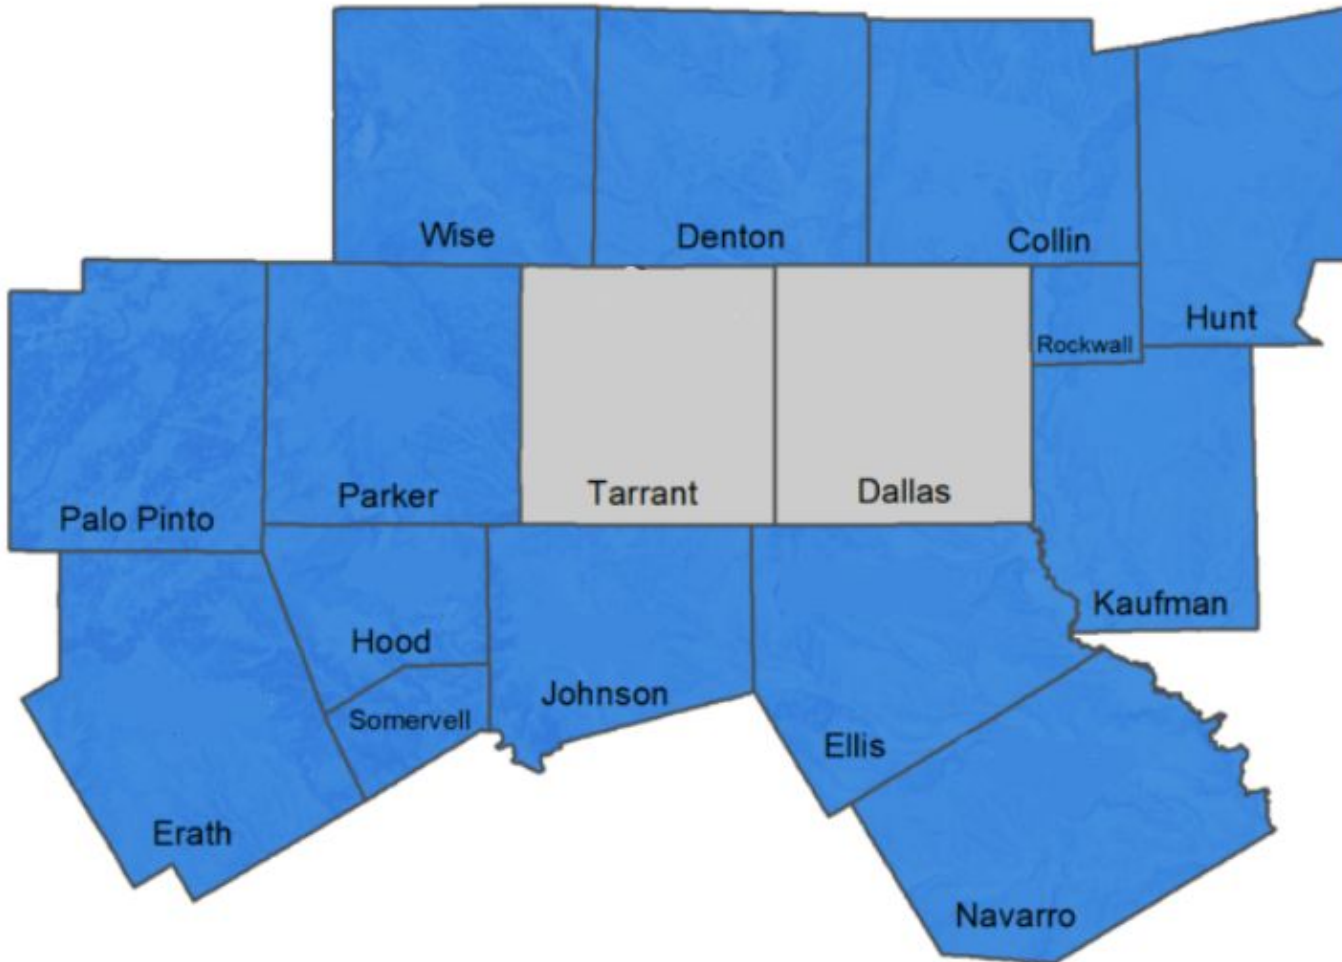 Wise
Denton
Collin
Hunt
Rockwall
Palo Pinto
Parker
Tarrant
Dallas
Kaufman
Hood
Somervell
Johnson
Ellis
Erath
Navarro